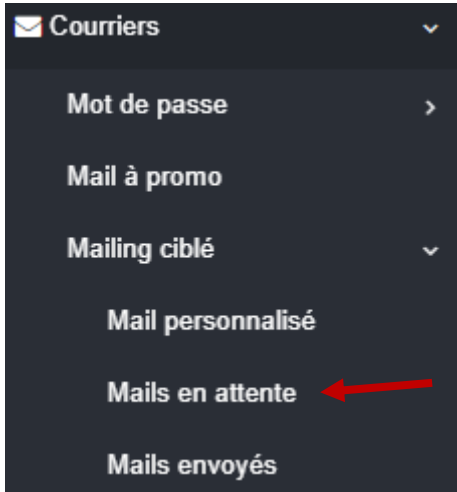 Courriers
Mot de passe
Mail à promo
Mailing ciblé
Mail personnalisé
Mails en attente
Mails envoyés